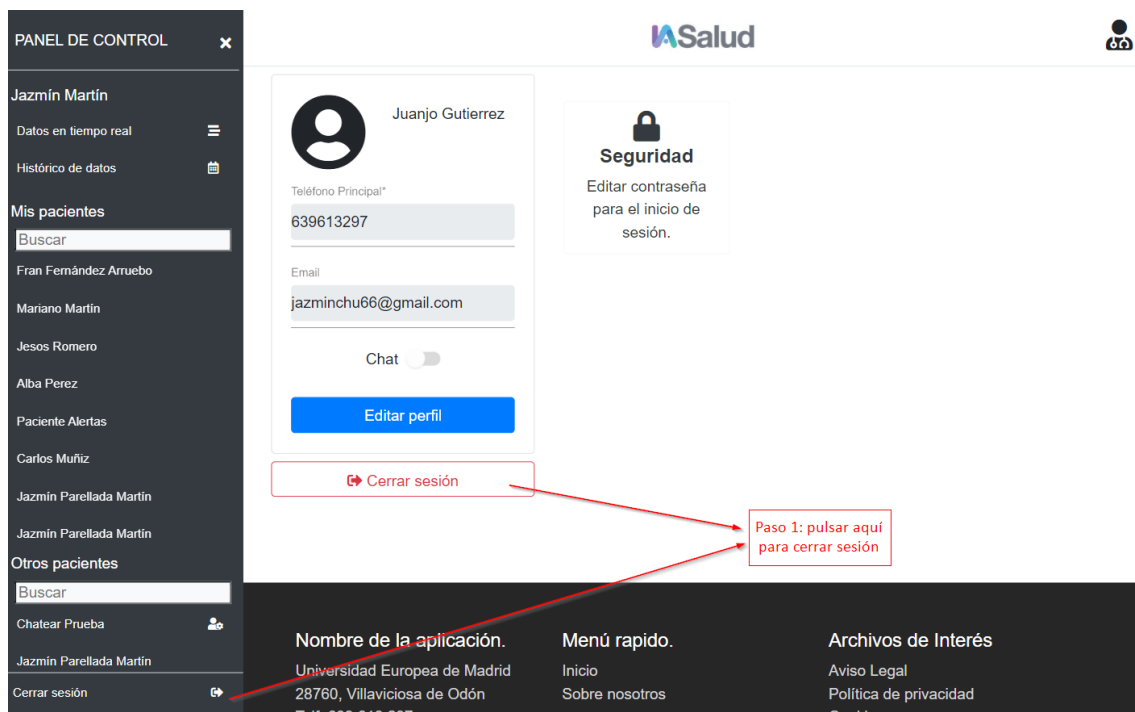 PANEL DE CONTROL
Jazmín Martín
Datos en tiempo real
Histórico de datos
Mis pacientes
Buscar
Fran Fernández Arruebo
Mariano Martín
Jesos Romero
Alba Perez
Paciente Alertas
Carlos Muñiz
Jazmín Parellada Martín
Jazmín Parellada Martín
Otros pacientes
Buscar
Chatear Prueba
Jazmín Parellada Martín
Cerrar sesión
IASalud
Juanjo Gutierrez
Teléfono Principal*
639613297
Email
jazminchu66@gmail.com
Chat
Editar perfil
Cerrar sesión
Seguridad
Editar contraseña
para el inicio de
sesión.
Paso 1: pulsar aquí
para cerrar sesión
Nombre de la aplicación.
Universidad Europea de Madrid
28760, Villaviciosa de Odón
Menú rapido.
Inicio
Sobre nosotros
Archivos de Interés
Aviso Legal
Política de privacidad